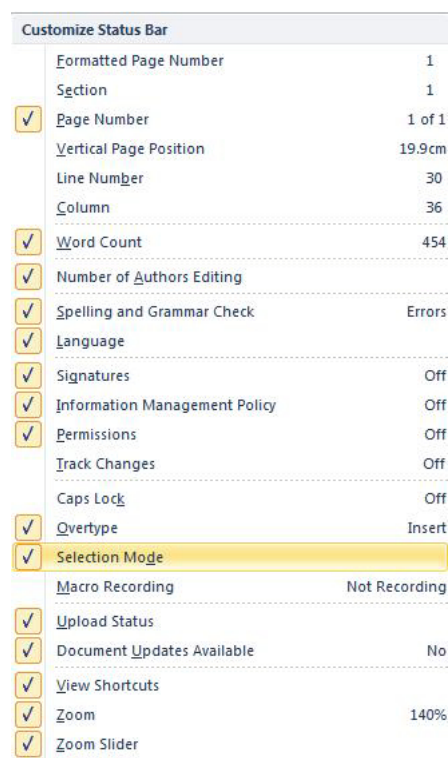 Customize Status Bar
Formatted Page Number 1
Section 1
Page Number 1 of 1
Vertical Page Position 19.9cm
Line Number 30
Column 36
Word Count 454
Number of Authors Editing
Spelling and Grammar Check Errors
Language
Signatures Off
Information Management Policy Off
Permissions Off
Track Changes Off
Caps Lock Off
Overtype Insert
Selection Mode
Macro Recording Not Recording
Upload Status
Document Updates Available No
View Shortcuts
Zoom 140%
Zoom Slider